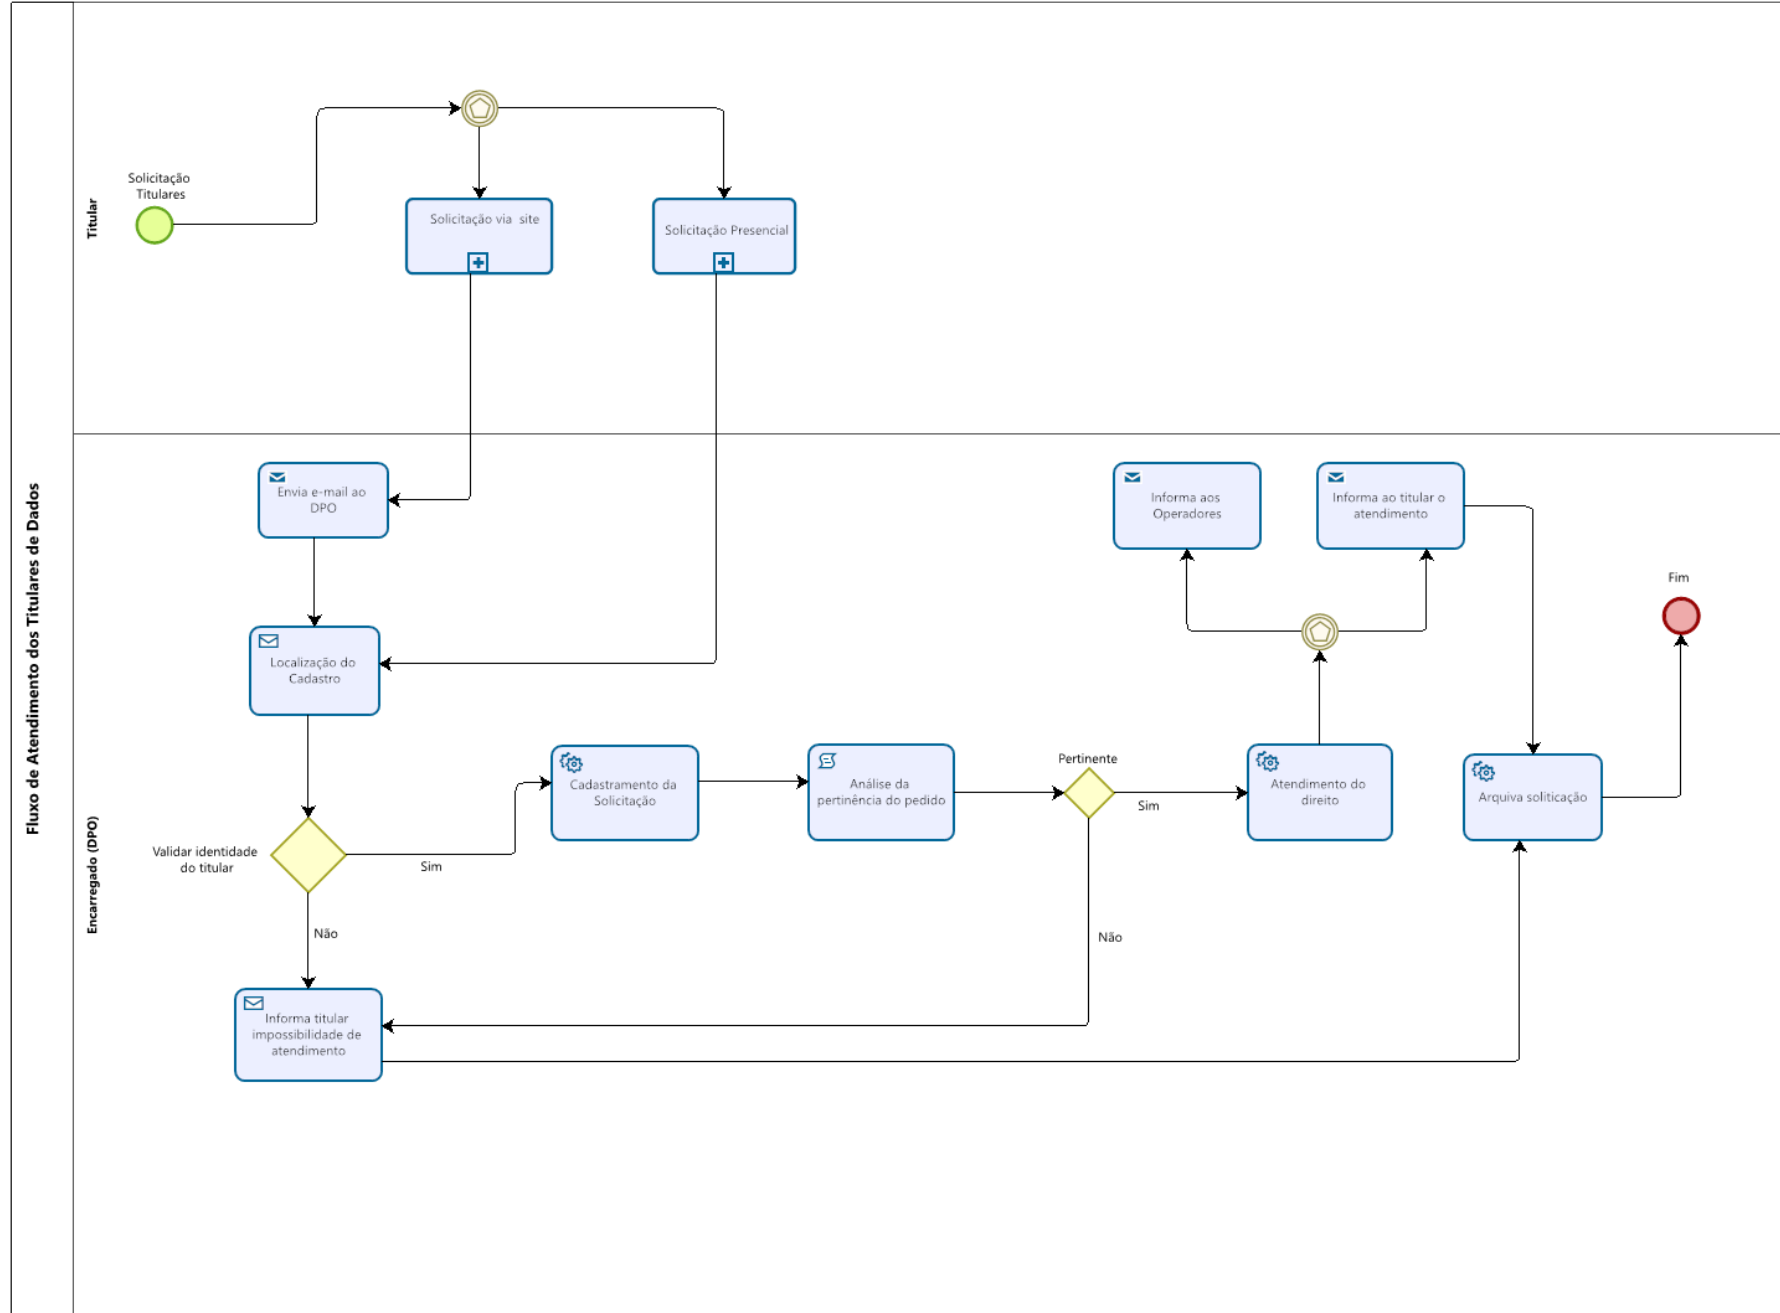 Fluxo de Atendimento dos Titulares de Dados
Titular
Solicitação
Titulares
Solicitação via  site
Solicitação Presencial
Encarregado (DPO)
Envia e-mail ao
DPO
Localização do
Cadastro
Validar identidade
do titular
Sim
Não
Informa titular
impossibilidade de
atendimento
Cadastramento da
Solicitação
Análise da
pertinência do pedido
Pertinente
Sim
Não
Atendimento do
direito
Informa aos
Operadores
Informa ao titular o
atendimento
Arquiva soliticação
Fim